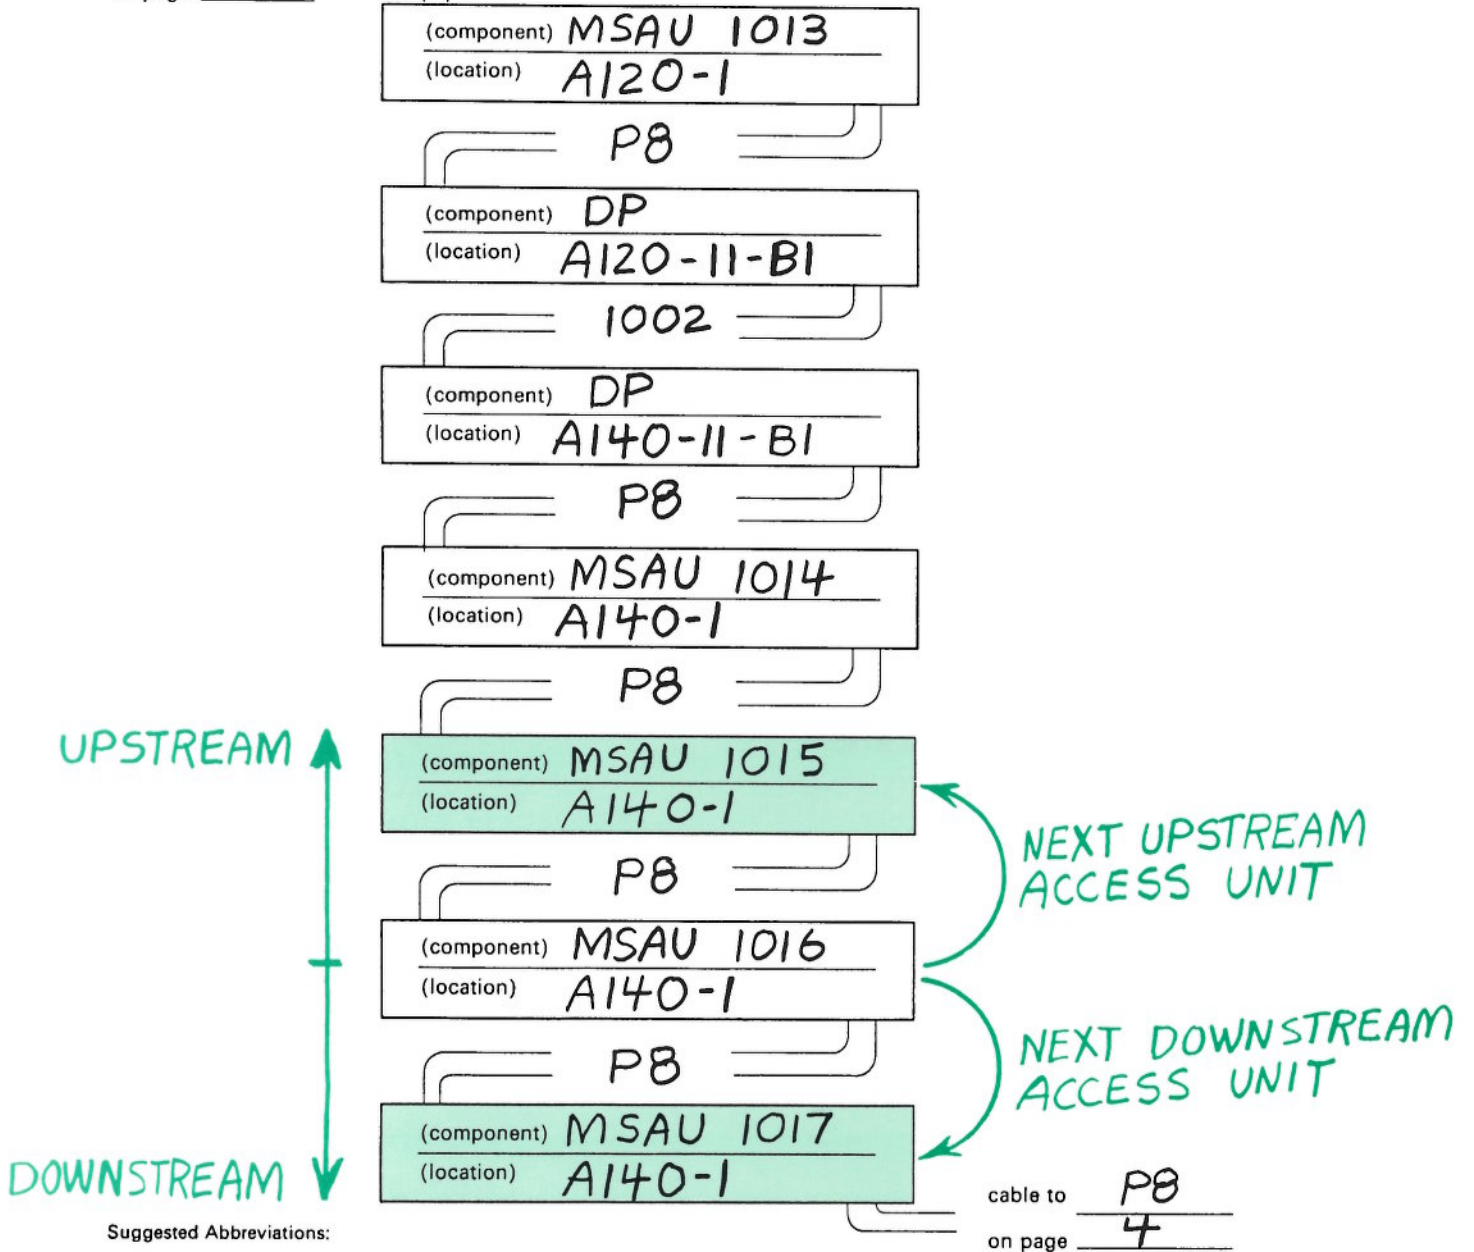 (component) MSAU 1013
(location) A120-1
P8
(component) DP
(location) A120-11-B1
1002
(component) DP
(location) A140-11-B1
P8
(component) MSAU 1014
(location) A140-1
P8
UPSTREAM
(component) MSAU 1015
(location) A140-1
NEXT UPSTREAM
ACCESS UNIT
P8
(component) MSAU 1016
(location) A140-1
NEXT DOWNSTREAM
ACCESS UNIT
P8
(component) MSAU 1017
(location) A140-1
DOWNSTREAM
cable to P8
on page 4
Suggested Abbreviations: